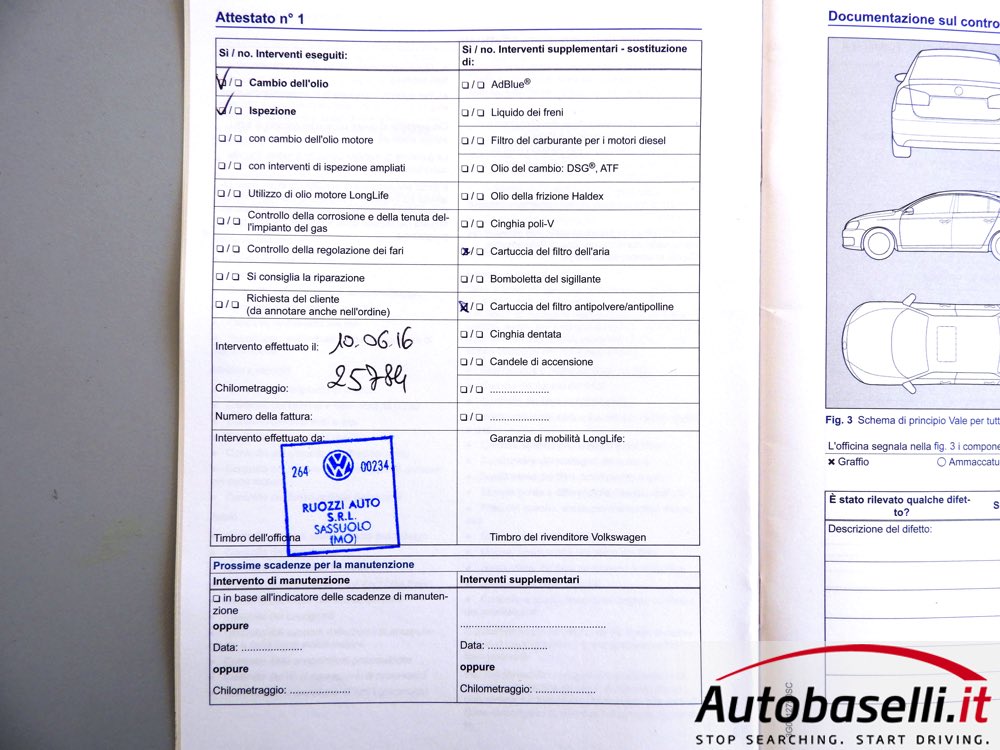 Attestato n° 1
Sì / no. Interventi eseguiti:
❏ / ❏ Cambio dell'olio
❏ / ❏ Ispezione
❏ / ❏ con cambio dell'olio motore
❏ / ❏ con interventi di ispezione ampliati
❏ / ❏ Utilizzo di olio motore LongLife
❏ / ❏ Controllo della corrosione e della tenuta del-
l'impianto del gas
❏ / ❏ Controllo della regolazione dei fari
❏ / ❏ Si consiglia la riparazione
❏ / ❏ Richiesta del cliente
(da annotare anche nell'ordine)
Intervento effettuato il: 10.06.16
Chilometraggio: 25784
Numero della fattura:
Intervento effettuato da:
264 VW 00234
RUOZZI AUTO
S.R.L.
SASSUOLO
(MO)
Timbro dell'officina
Sì / no. Interventi supplementari - sostituzione
di:
❏ / ❏ AdBlue®
❏ / ❏ Liquido dei freni
❏ / ❏ Filtro del carburante per i motori diesel
❏ / ❏ Olio del cambio: DSG®, ATF
❏ / ❏ Olio della frizione Haldex
❏ / ❏ Cinghia poli-V
❏ / ❏ Cartuccia del filtro dell'aria
❏ / ❏ Bomboletta del sigillante
❏ / ❏ Cartuccia del filtro antipolvere/antipolline
❏ / ❏ Cinghia dentata
❏ / ❏ Candele di accensione
❏ / ❏ ....................
❏ / ❏ ....................
Garanzia di mobilità LongLife:
Timbro del rivenditore Volkswagen
Prossime scadenze per la manutenzione
Intervento di manutenzione
❏ in base all'indicatore delle scadenze di manuten-
zione
oppure
Data: ....................
oppure
Chilometraggio: ....................
Interventi supplementari
..................................................
Data: ....................
oppure
Chilometraggio: ....................
Documentazione sul contro
Fig. 3 Schema di principio Vale per tutt
L'officina segnala nella fig. 3 i compone
✖ Graffio ○ Ammaccatu
È stato rilevato qualche difet-
to?
S
Descrizione del difetto:
Autobaselli.it
STOP SEARCHING. START DRIVING.